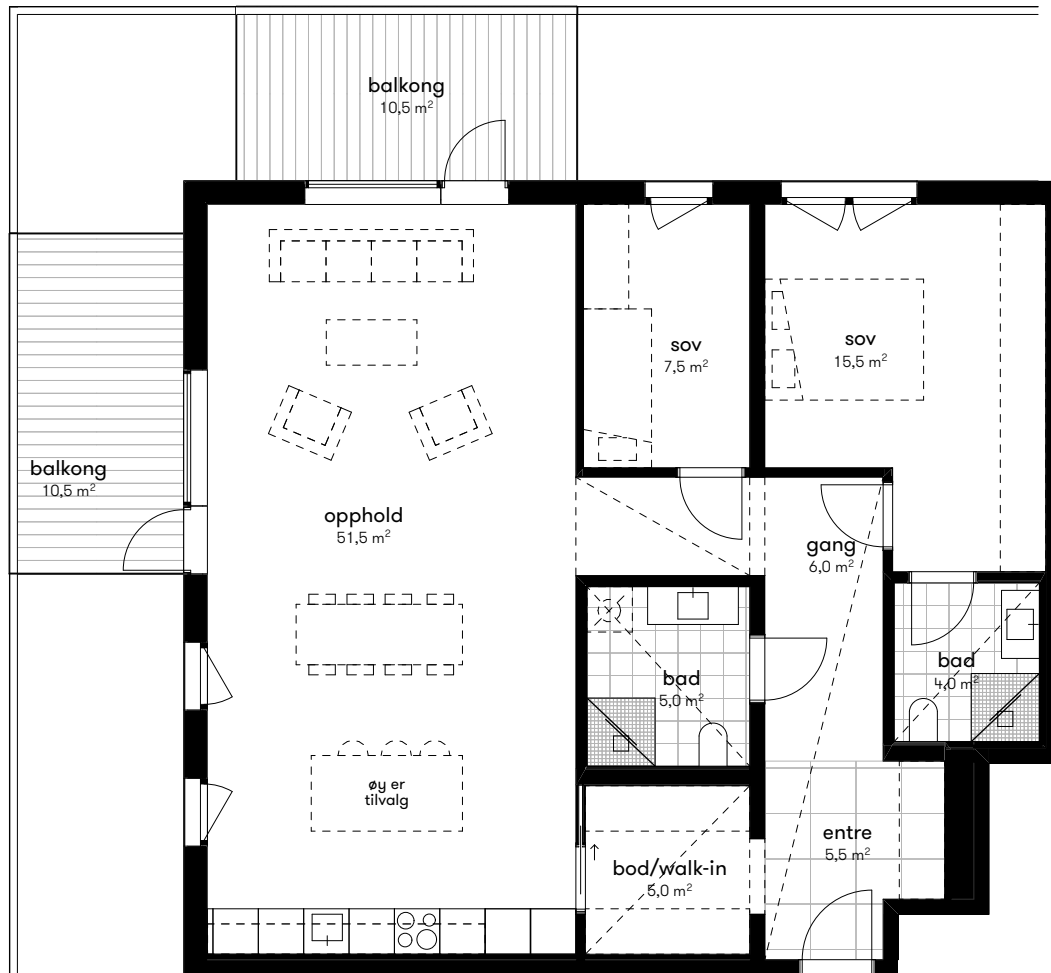 balkong
10,5 m²
sov
7,5 m²
sov
15,5 m²
balkong
10,5 m²
opphold
51,5 m²
gang
6,0 m²
bad
5,0 m²
bad
4,0 m²
øy er
tilvalg
entre
5,5 m²
bod/walk-in
5,0 m²